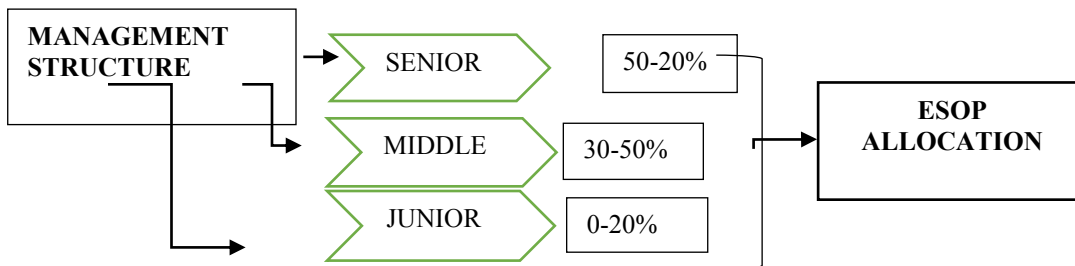 MANAGEMENT
STRUCTURE
SENIOR
50-20%
MIDDLE
30-50%
JUNIOR
0-20%
ESOP
ALLOCATION